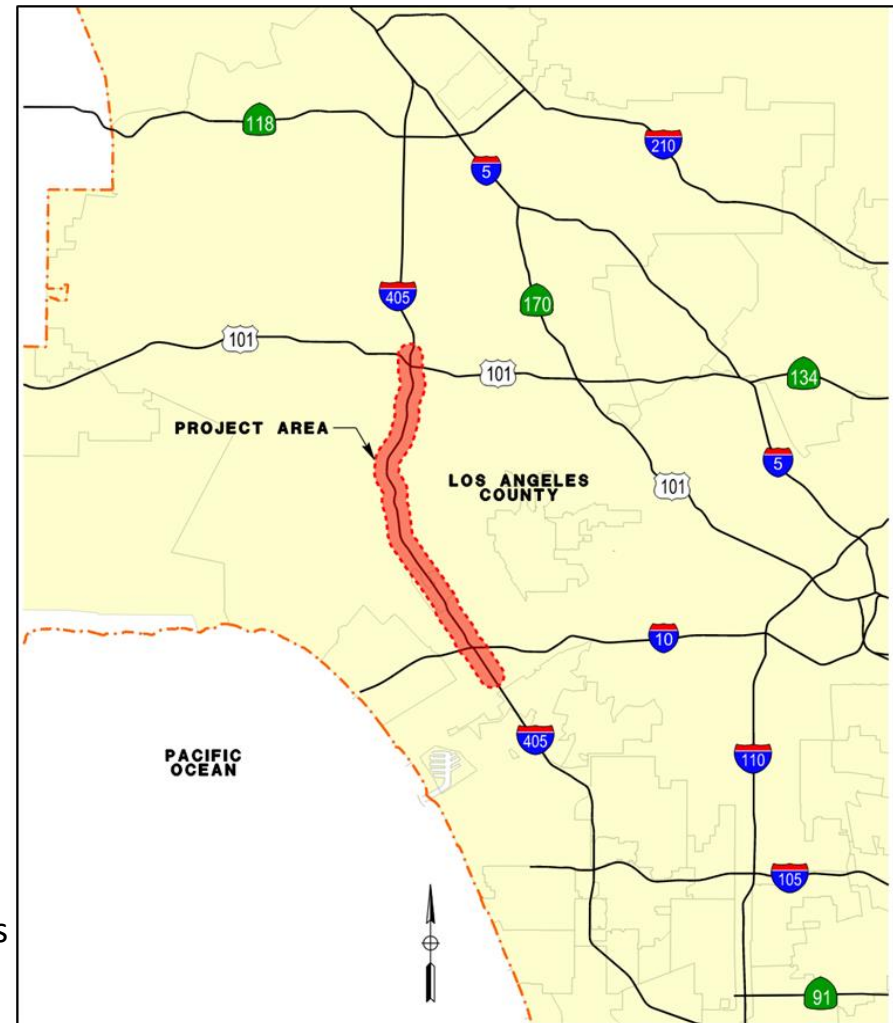 118
210
5
405
170
101
101
134
PROJECT AREA
LOS ANGELES
COUNTY
5
101
10
405
PACIFIC
OCEAN
110
105
s
91